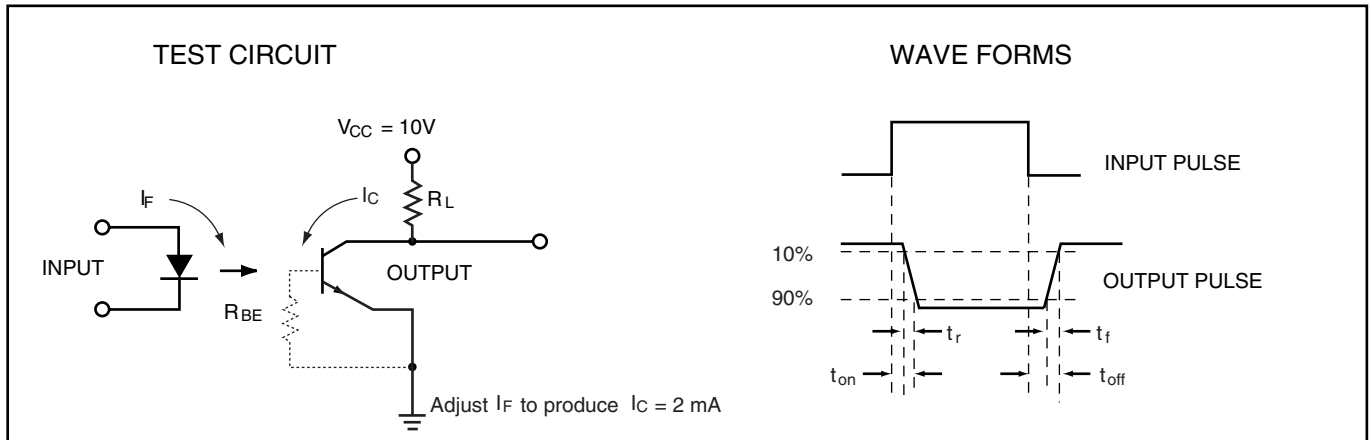 TEST CIRCUIT
WAVE FORMS
VCC = 10V
IF
IC
RL
INPUT
OUTPUT
RBE
Adjust IF to produce IC = 2 mA
INPUT PULSE
10%
90%
OUTPUT PULSE
tr
tf
ton
toff